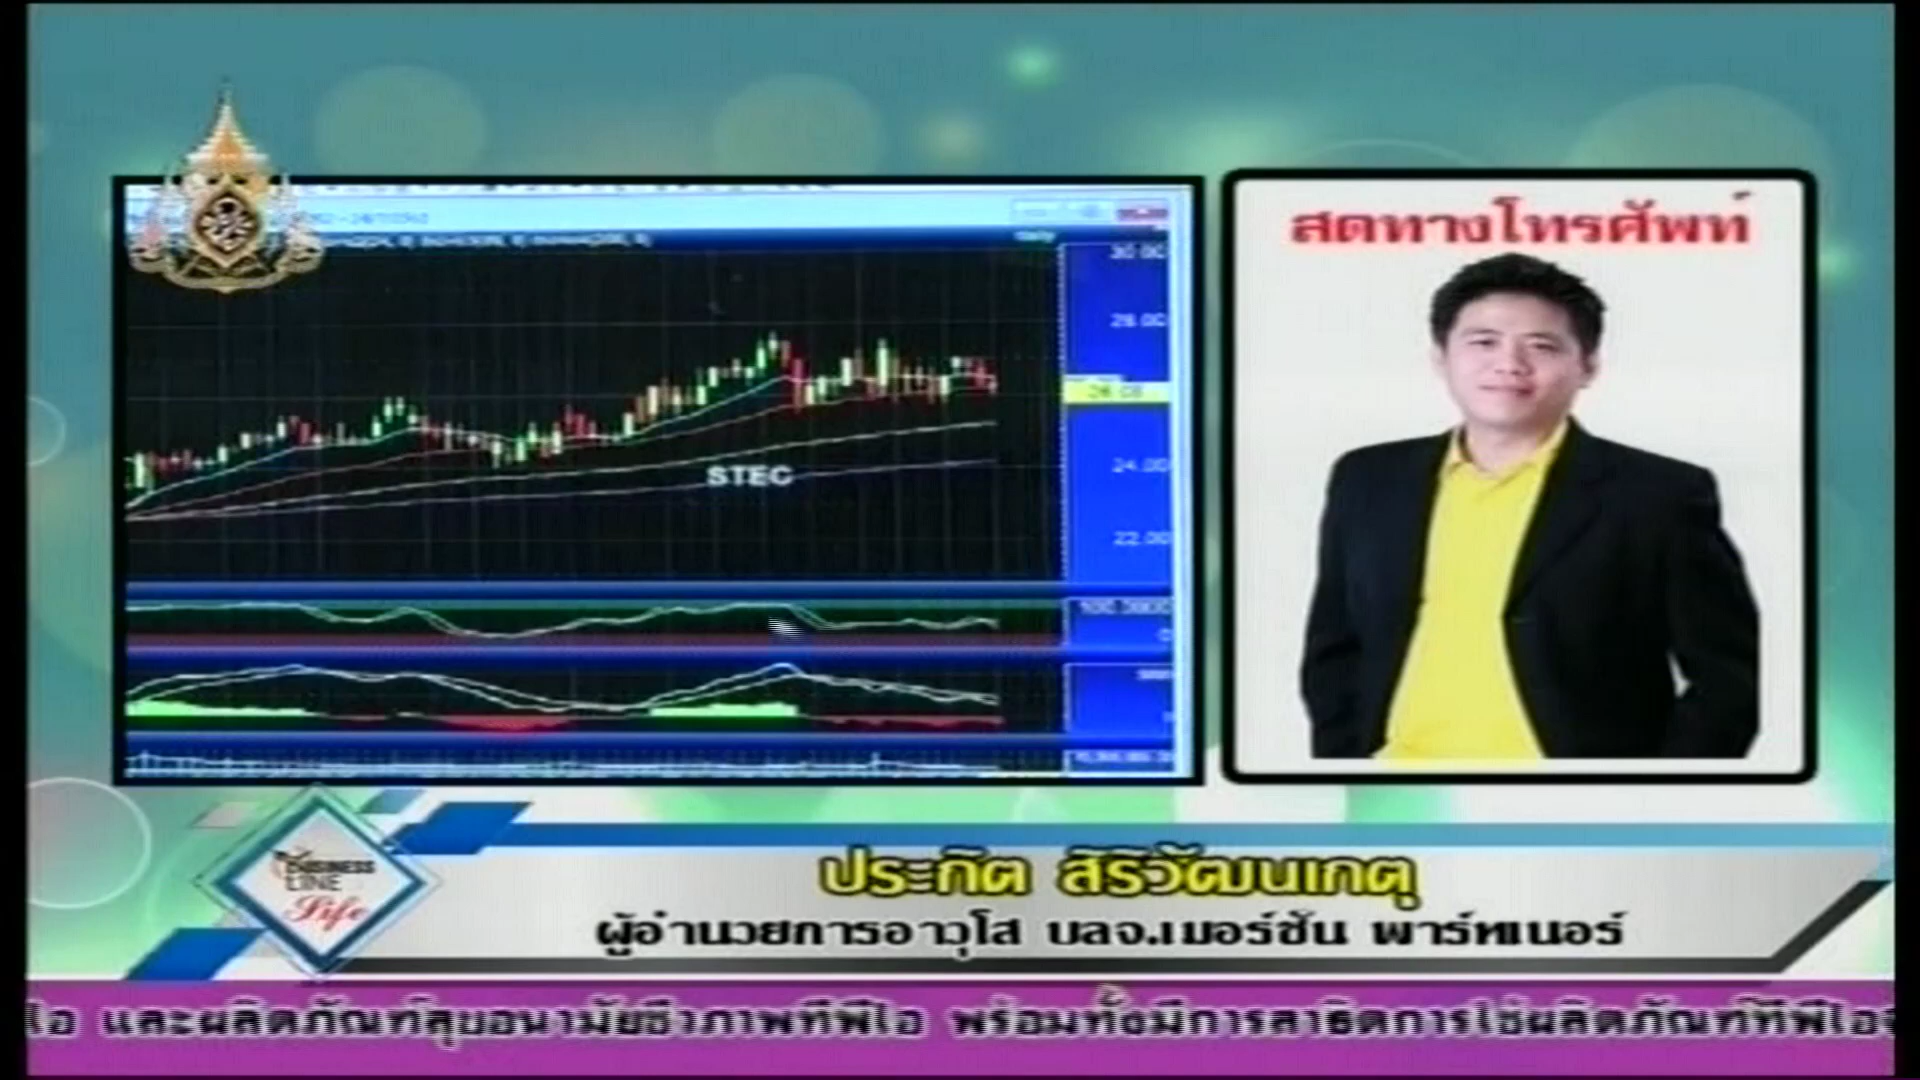 สดทางโทรศัพท์
30.00
28.00
24.00
22.00
STEC
BUSINESS
LINE
Life
ประกิต สิริวัฒนเกตุ
ผู้อำนวยการอาวุโส บลจ.เมอร์ชั่น พาร์ทเนอร์
และผลิตภัณฑ์สุขอนามัยชีวภาพทีพีไอ พร้อมทั้งมีการสาธิตการใช้ผลิตภัณฑ์ทีพีไอ